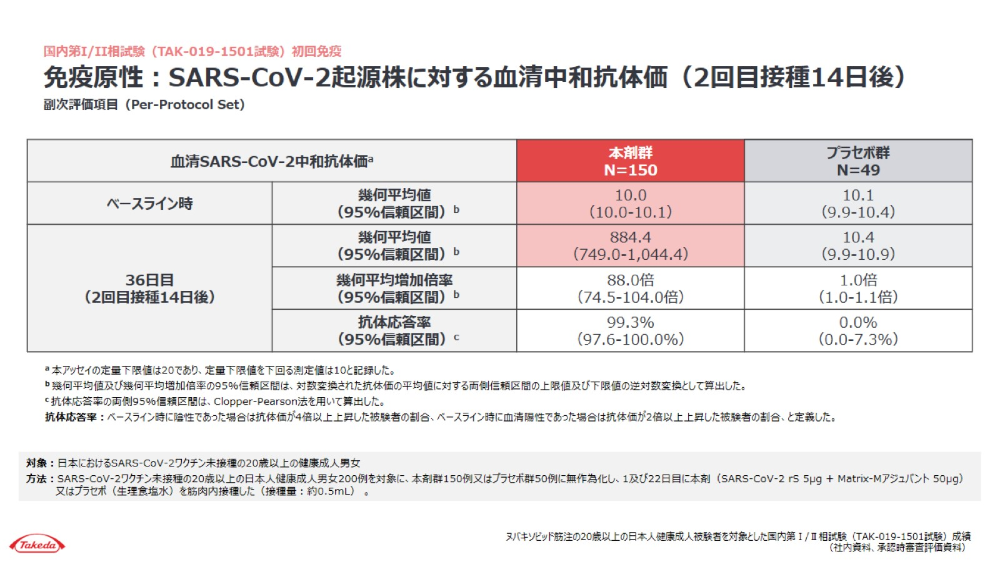 国内第I/II相試験（TAK-019-1501試験）初回免疫
免疫原性：SARS-CoV-2起源株に対する血清中和抗体価（2回目接種14日後）
副次評価項目（Per-Protocol Set）
血清SARS-CoV-2中和抗体価a
本剤群
N=150
プラセボ群
N=49
ベースライン時
幾何平均値
（95%信頼区間）b
10.0
（10.0-10.1）
10.1
（9.9-10.4）
36日目
（2回目接種14日後）
幾何平均値
（95%信頼区間）b
884.4
（749.0-1,044.4）
10.4
（9.9-10.9）
幾何平均増加倍率
（95%信頼区間）b
88.0倍
（74.5-104.0倍）
1.0倍
（1.0-1.1倍）
抗体応答率
（95%信頼区間）c
99.3%
（97.6-100.0%）
0.0%
（0.0-7.3%）
a 本アッセイの定量下限値は20であり、定量下限値を下回る測定値は10と記録した。
b 幾何平均値及び幾何平均増加倍率の95%信頼区間は、対数変換された抗体価の平均値に対する両側信頼区間の上限値及び下限値の逆対数変換として算出した。
c 抗体応答率の両側95%信頼区間は、Clopper-Pearson法を用いて算出した。
抗体応答率：ベースライン時に陰性であった場合は抗体価が4倍以上上昇した被験者の割合、ベースライン時に血清陽性であった場合は抗体価が2倍以上上昇した被験者の割合、と定義した。
対象：日本におけるSARS-CoV-2ワクチン未接種の20歳以上の健康成人男女
方法：SARS-CoV-2ワクチン未接種の20歳以上の日本人健康成人男女200例を対象に、本剤群150例又はプラセボ群50例に無作為化し、1及び22日目に本剤（SARS-CoV-2 rS 5μg + Matrix-Mアジュバント 50μg）
又はプラセボ（生理食塩水）を筋肉内接種した（接種量：約0.5mL）。
Takeda
ヌバキソビッド筋注の20歳以上の日本人健康成人被験者を対象とした国内第Ⅰ/Ⅱ相試験（TAK-019-1501試験）成績
（社内資料、承認時審査評価資料）